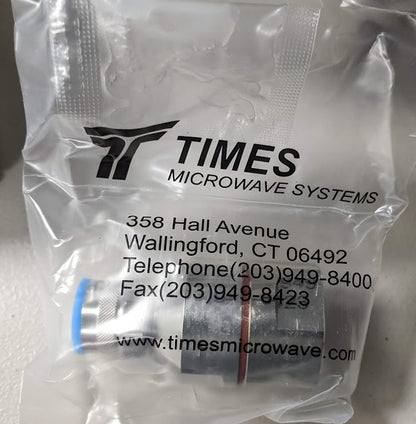 TIMES
MICROWAVE SYSTEMS
358 Hall Avenue
Wallingford, CT 06492
Telephone(203)949-8400
Fax(203)949-8423
www.timesmicrowave.com